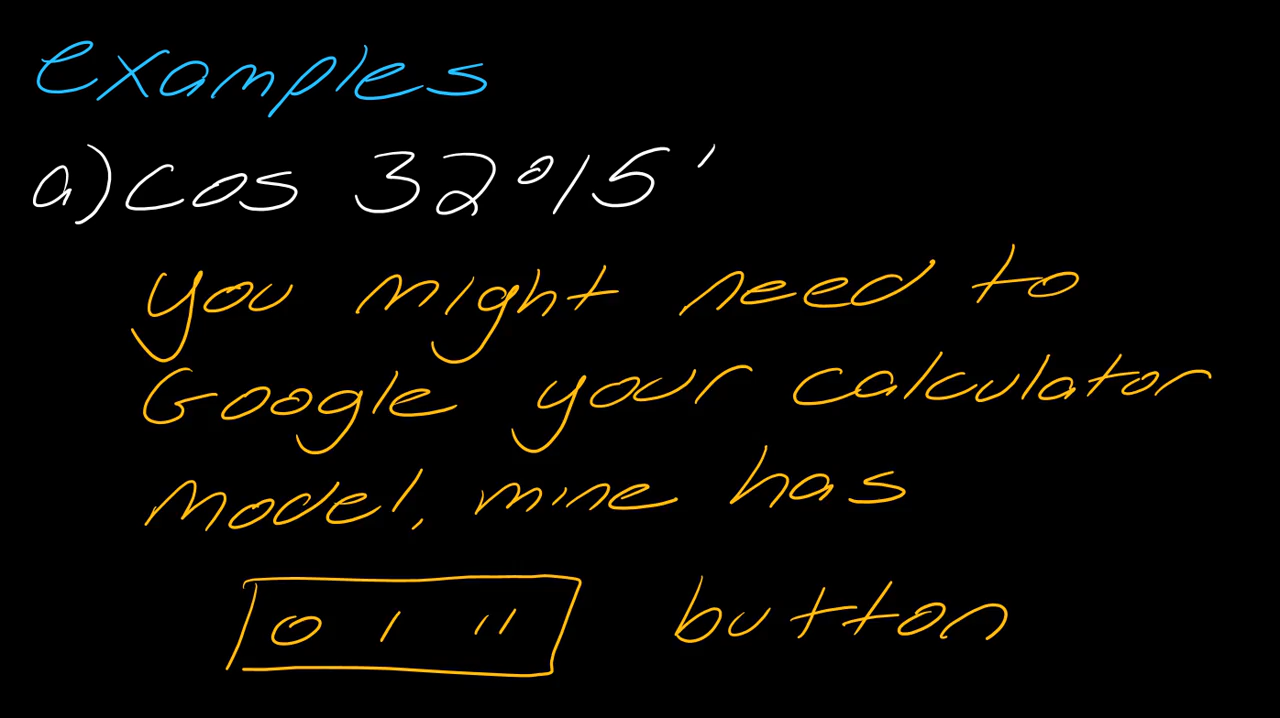 examples
a) cos 32°15'
you might need to
Google your calculator
model, mine has
° ' " button